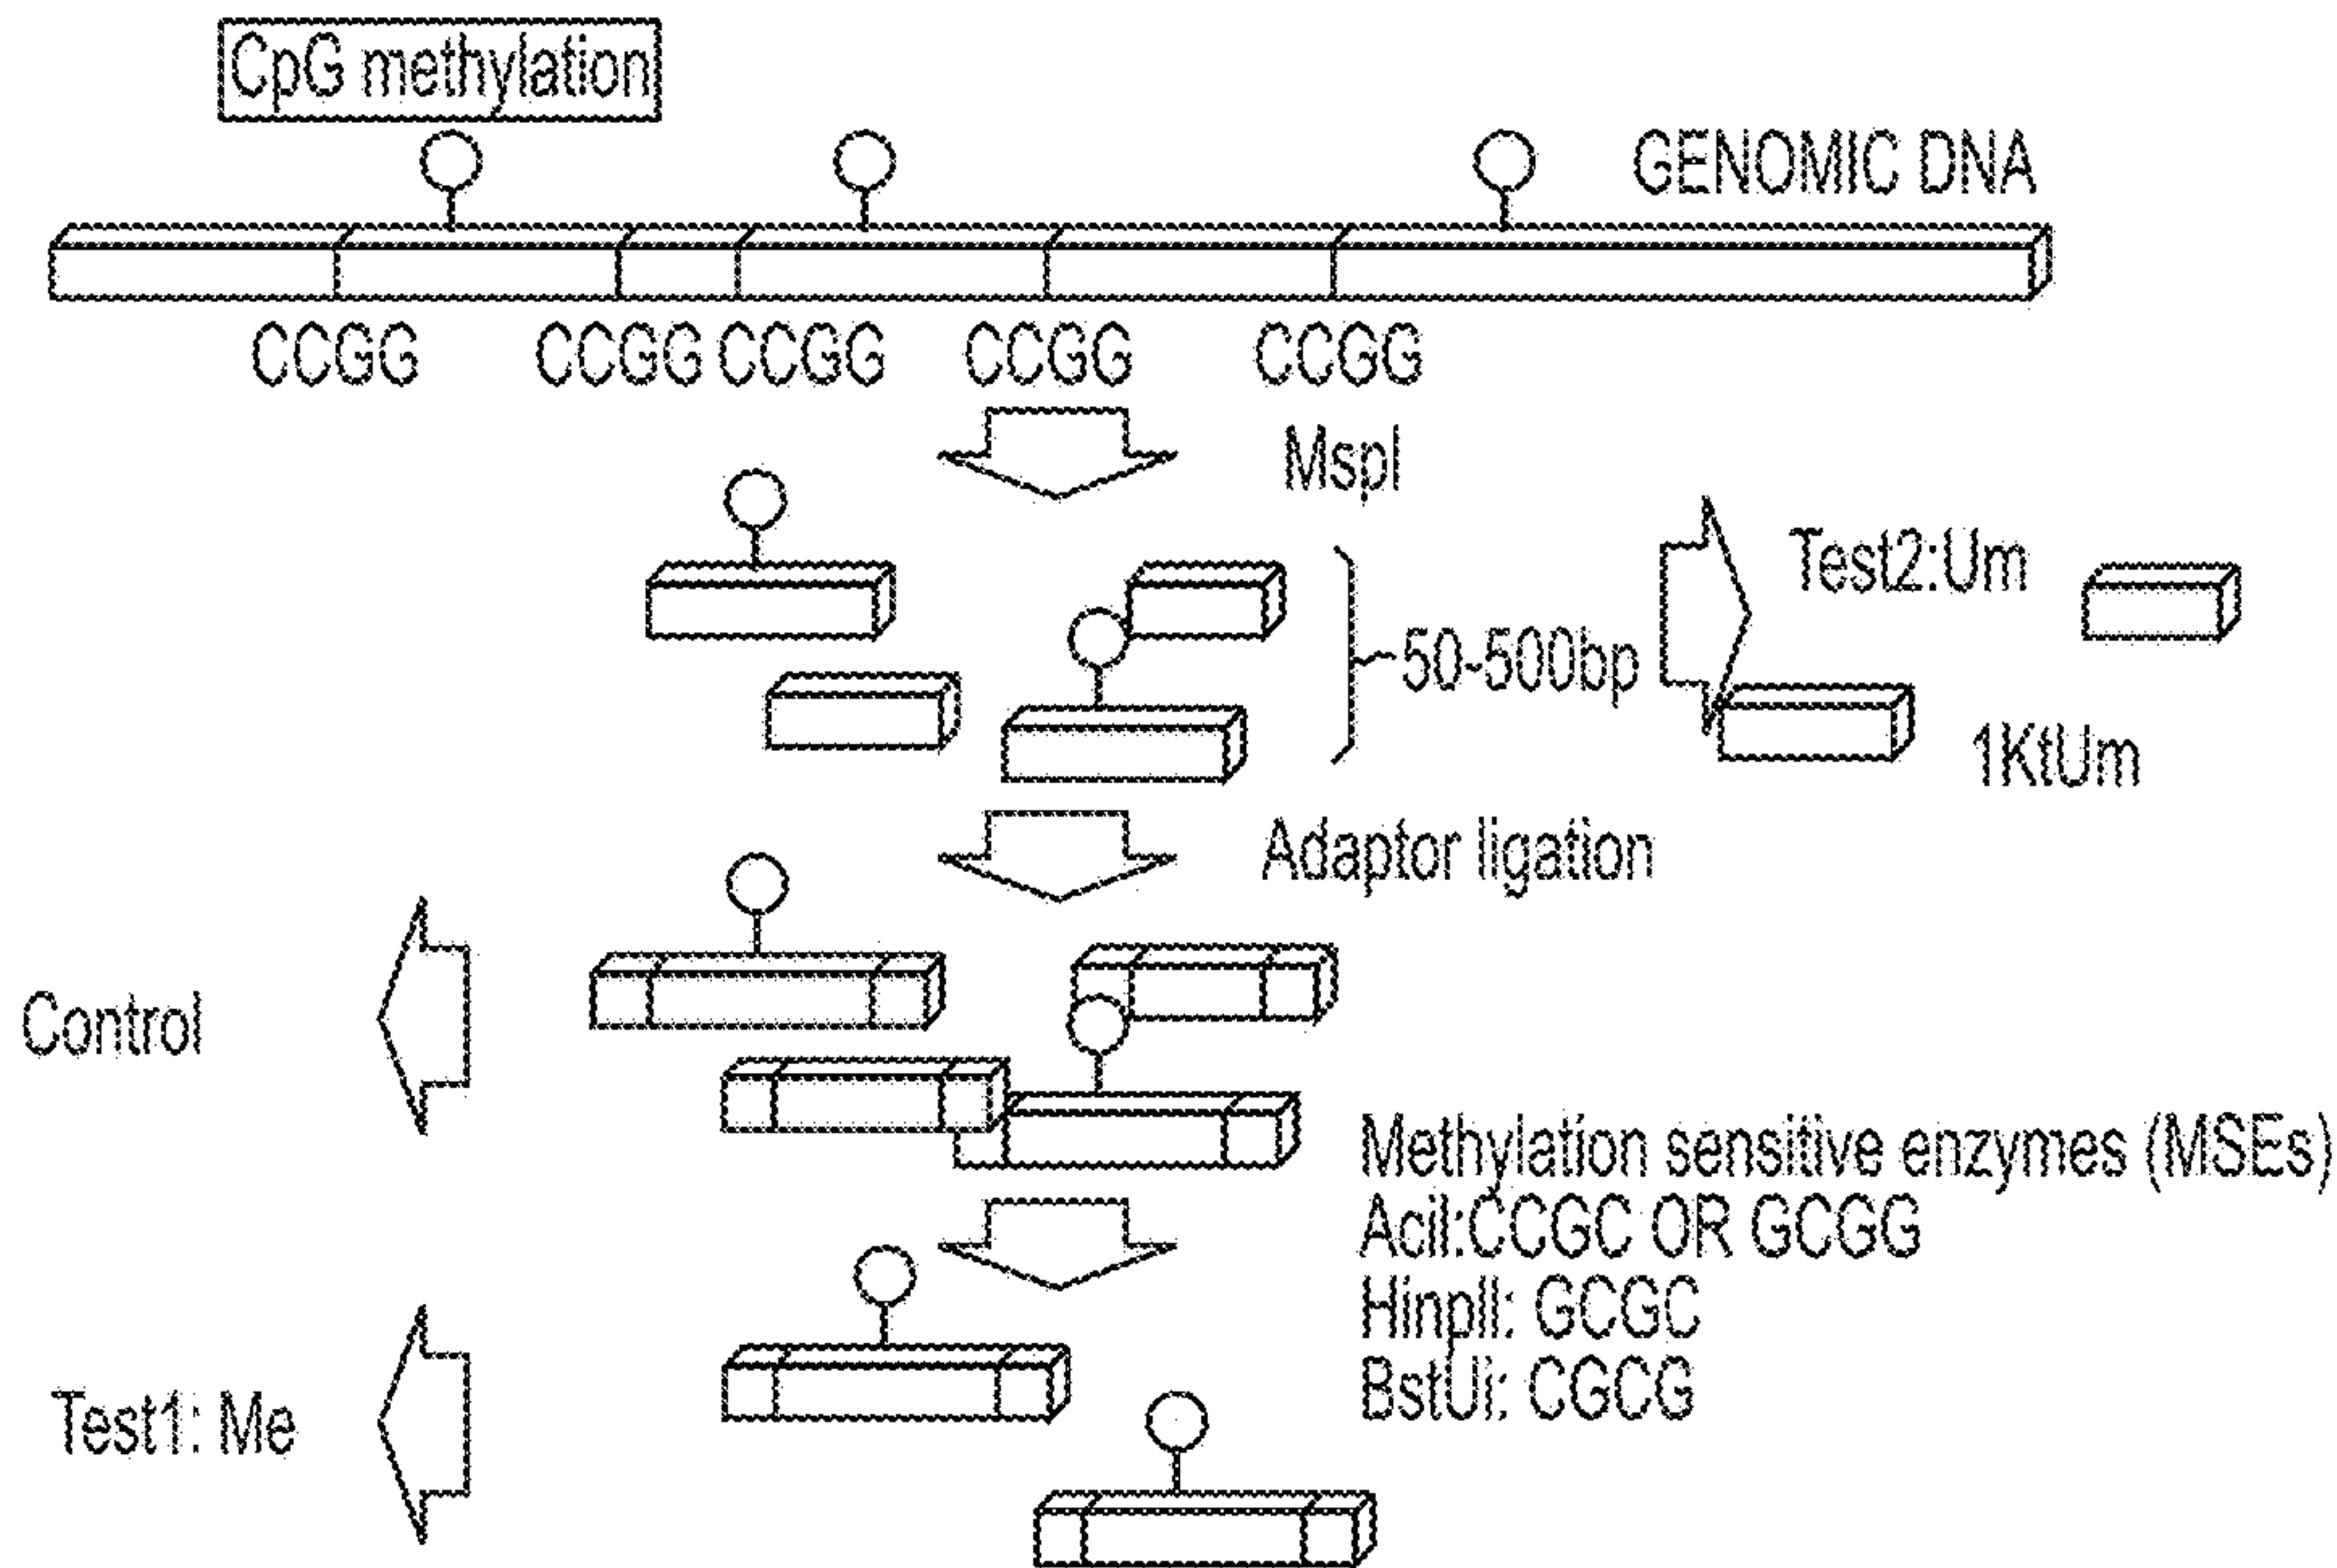 CpG methylation
GENOMIC DNA
CCGG CCGG CCGG CCGG CCGG
MspI
Test2:Um
50-500bp
1KtUm
Adaptor ligation
Control
Methylation sensitive enzymes (MSEs)
AciI:CCGC OR GCGG
HinpII: GCGC
BstUi: CGCG
Test1: Me